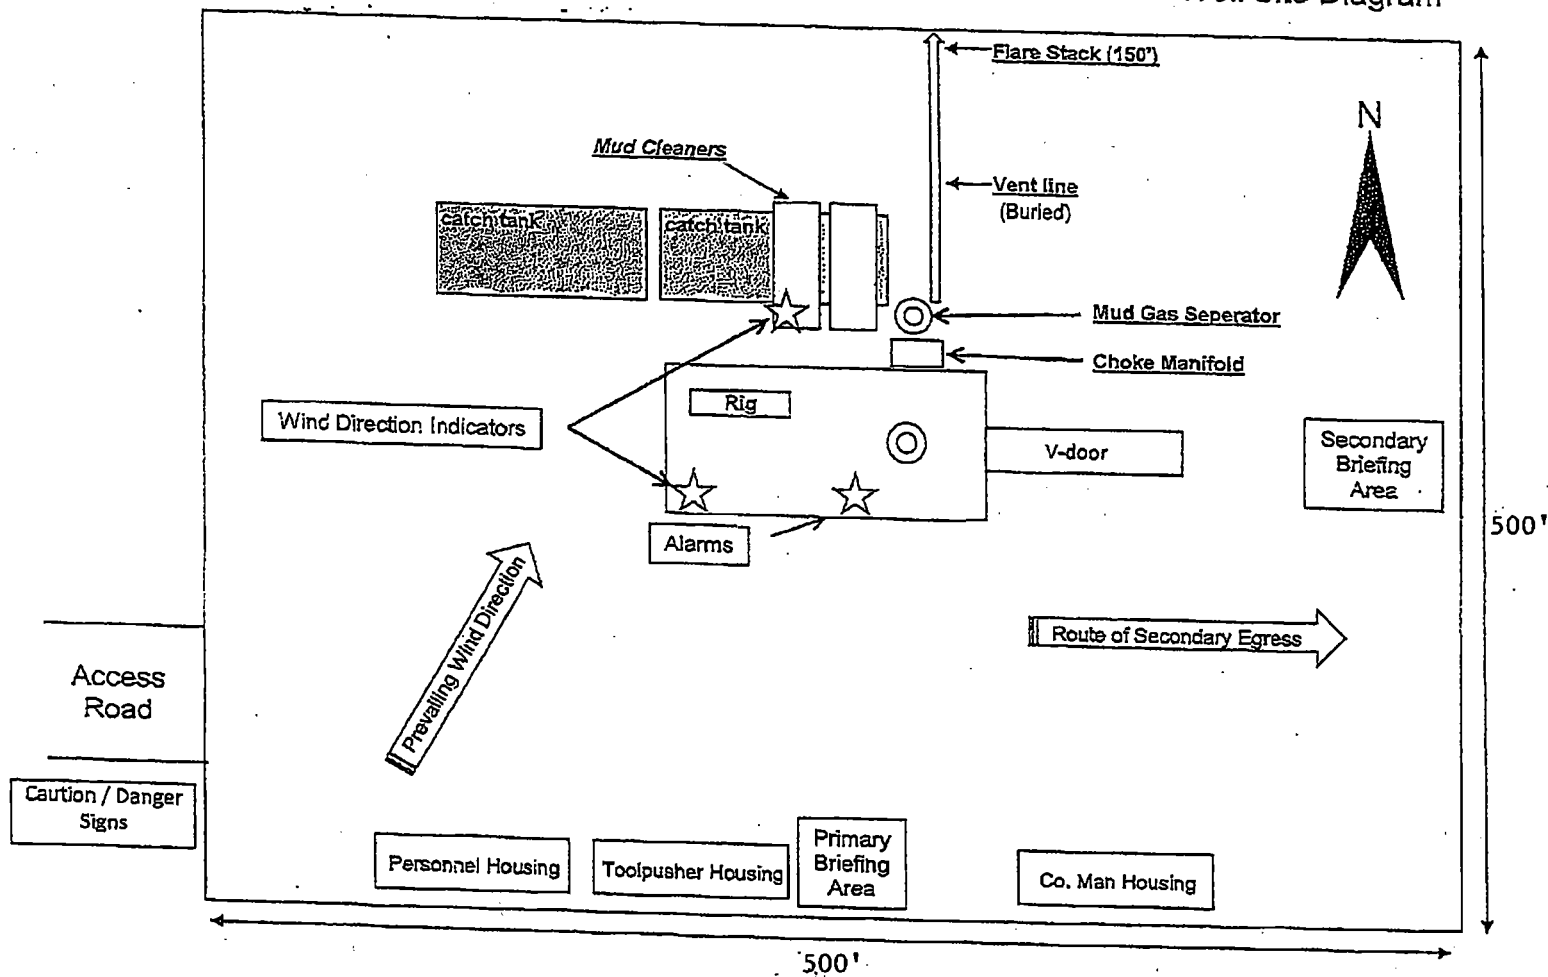 Diagram
Flare Stack (150')
N
Mud Cleaners
Vent line
(Buried)
catch tank
catch tank
Mud Gas Seperator
Choke Manifold
Rig
Wind Direction Indicators
V-door
Secondary
Briefing
Area
500'
Alarms
Prevailing Wind Direction
Route of Secondary Egress
Access
Road
Caution / Danger
Signs
Personnel Housing
Toolpusher Housing
Primary
Briefing
Area
Co. Man Housing
500'